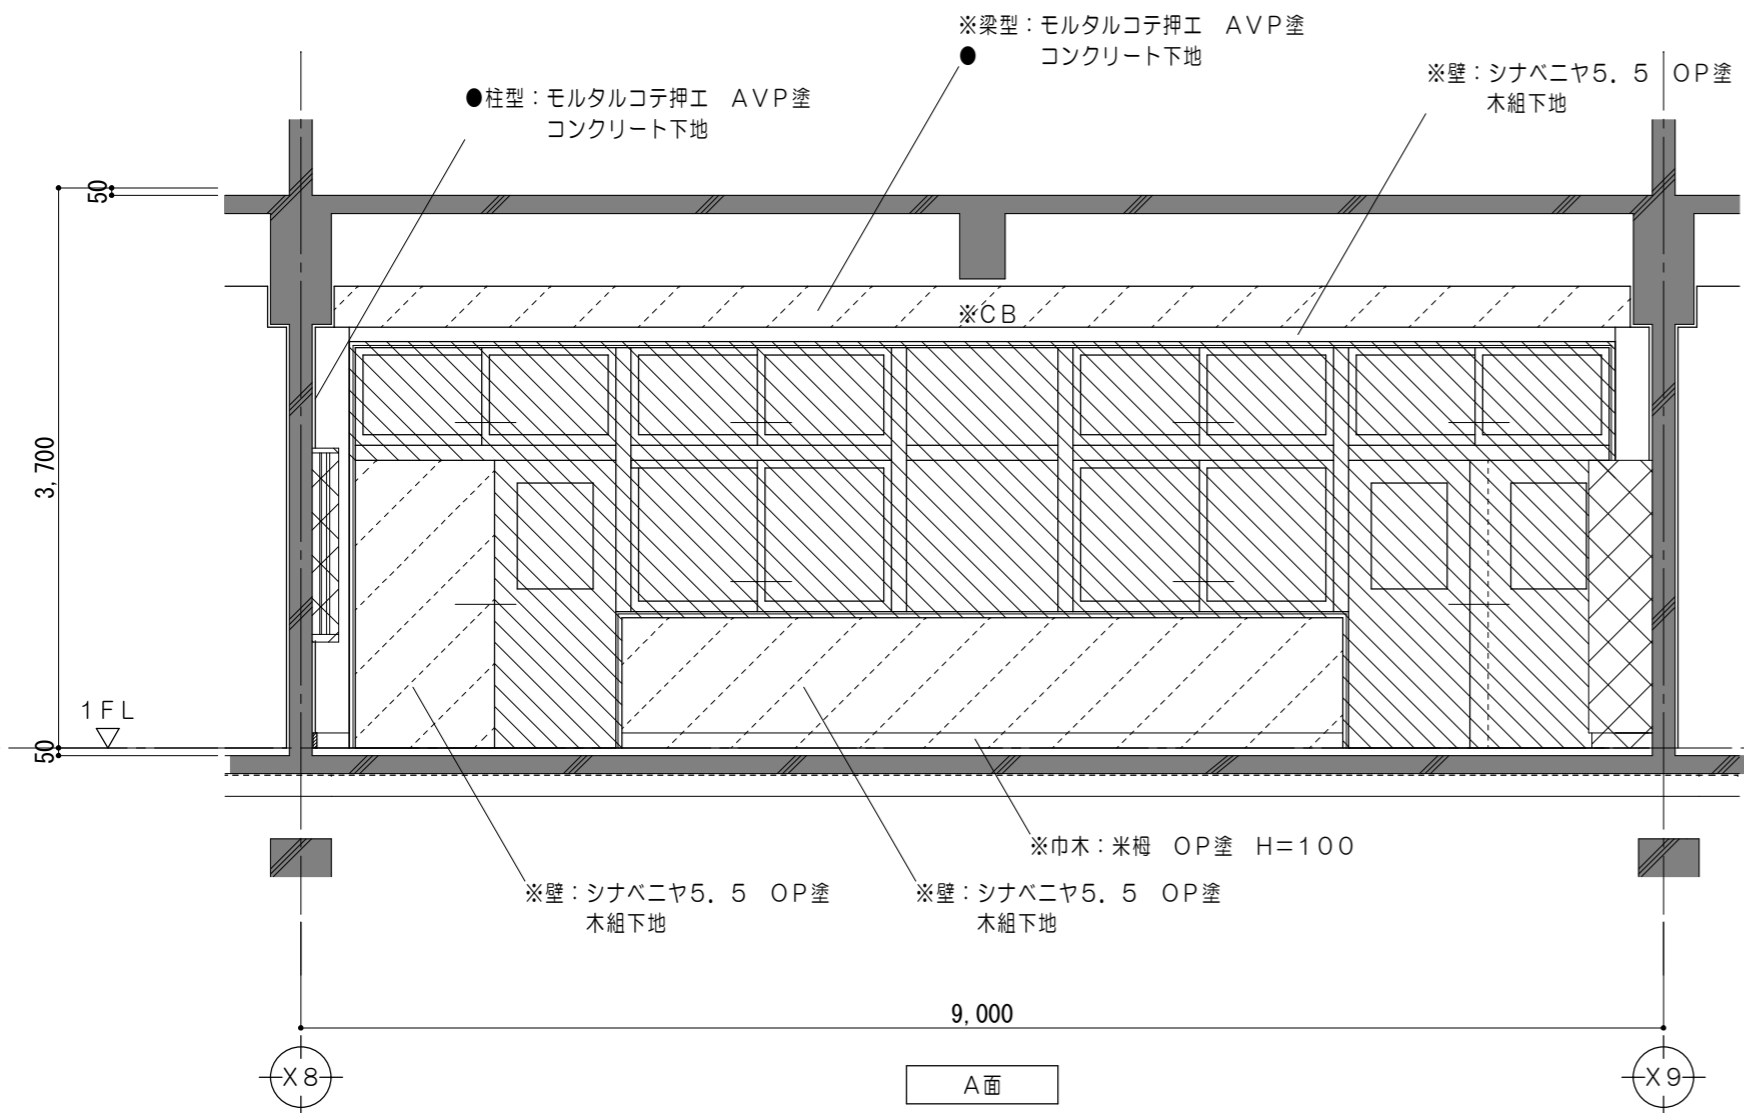 ※梁型：モルタルコテ押エ　ＡＶＰ塗
●　コンクリート下地
※壁：シナベニヤ５．５　ＯＰ塗
木組下地
●柱型：モルタルコテ押エ　ＡＶＰ塗
コンクリート下地
50
※ＣＢ
3,700
１ＦＬ
50
※巾木：米栂　ＯＰ塗　Ｈ＝１００
※壁：シナベニヤ５．５　ＯＰ塗
木組下地
※壁：シナベニヤ５．５　ＯＰ塗
木組下地
9,000
Ｘ８
Ａ面
Ｘ９